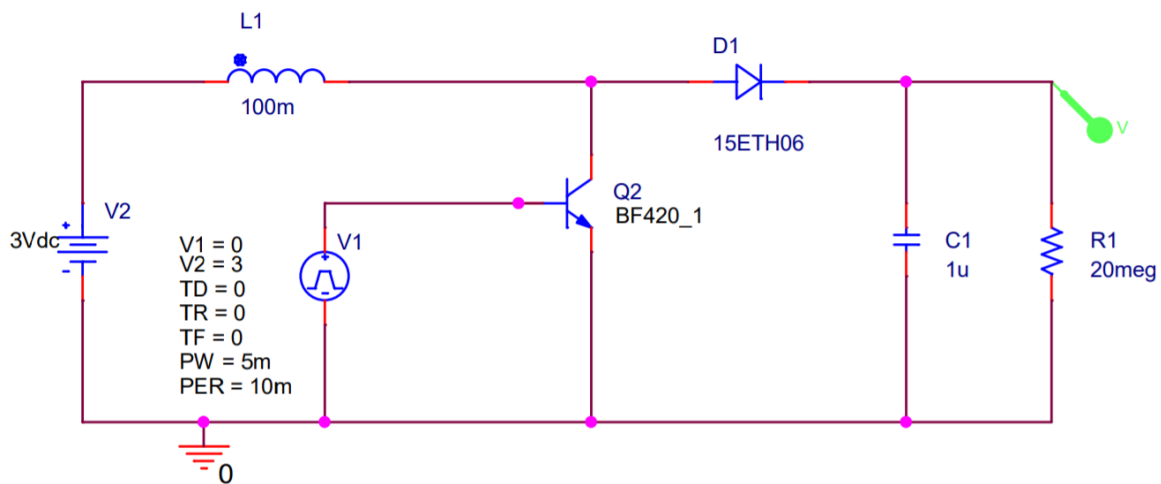 L1
100m
D1
15ETH06
V
Q2
BF420_1
V2
3Vdc
+
-
V1 = 0
V2 = 3
TD = 0
TR = 0
TF = 0
PW = 5m
PER = 10m
V1
+
-
C1
1u
R1
20meg
0